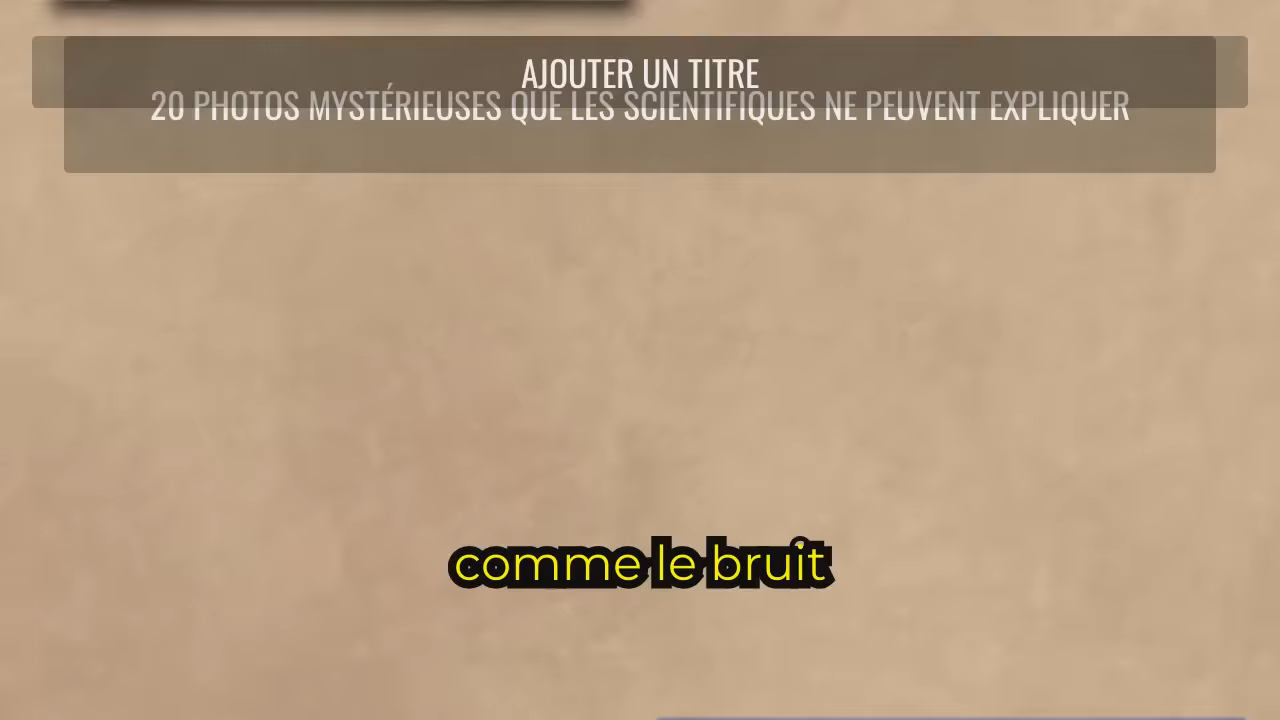 AJOUTER UN TITRE
20 PHOTOS MYSTÉRIEUSES QUE LES SCIENTIFIQUES NE PEUVENT EXPLIQUER
comme le bruit